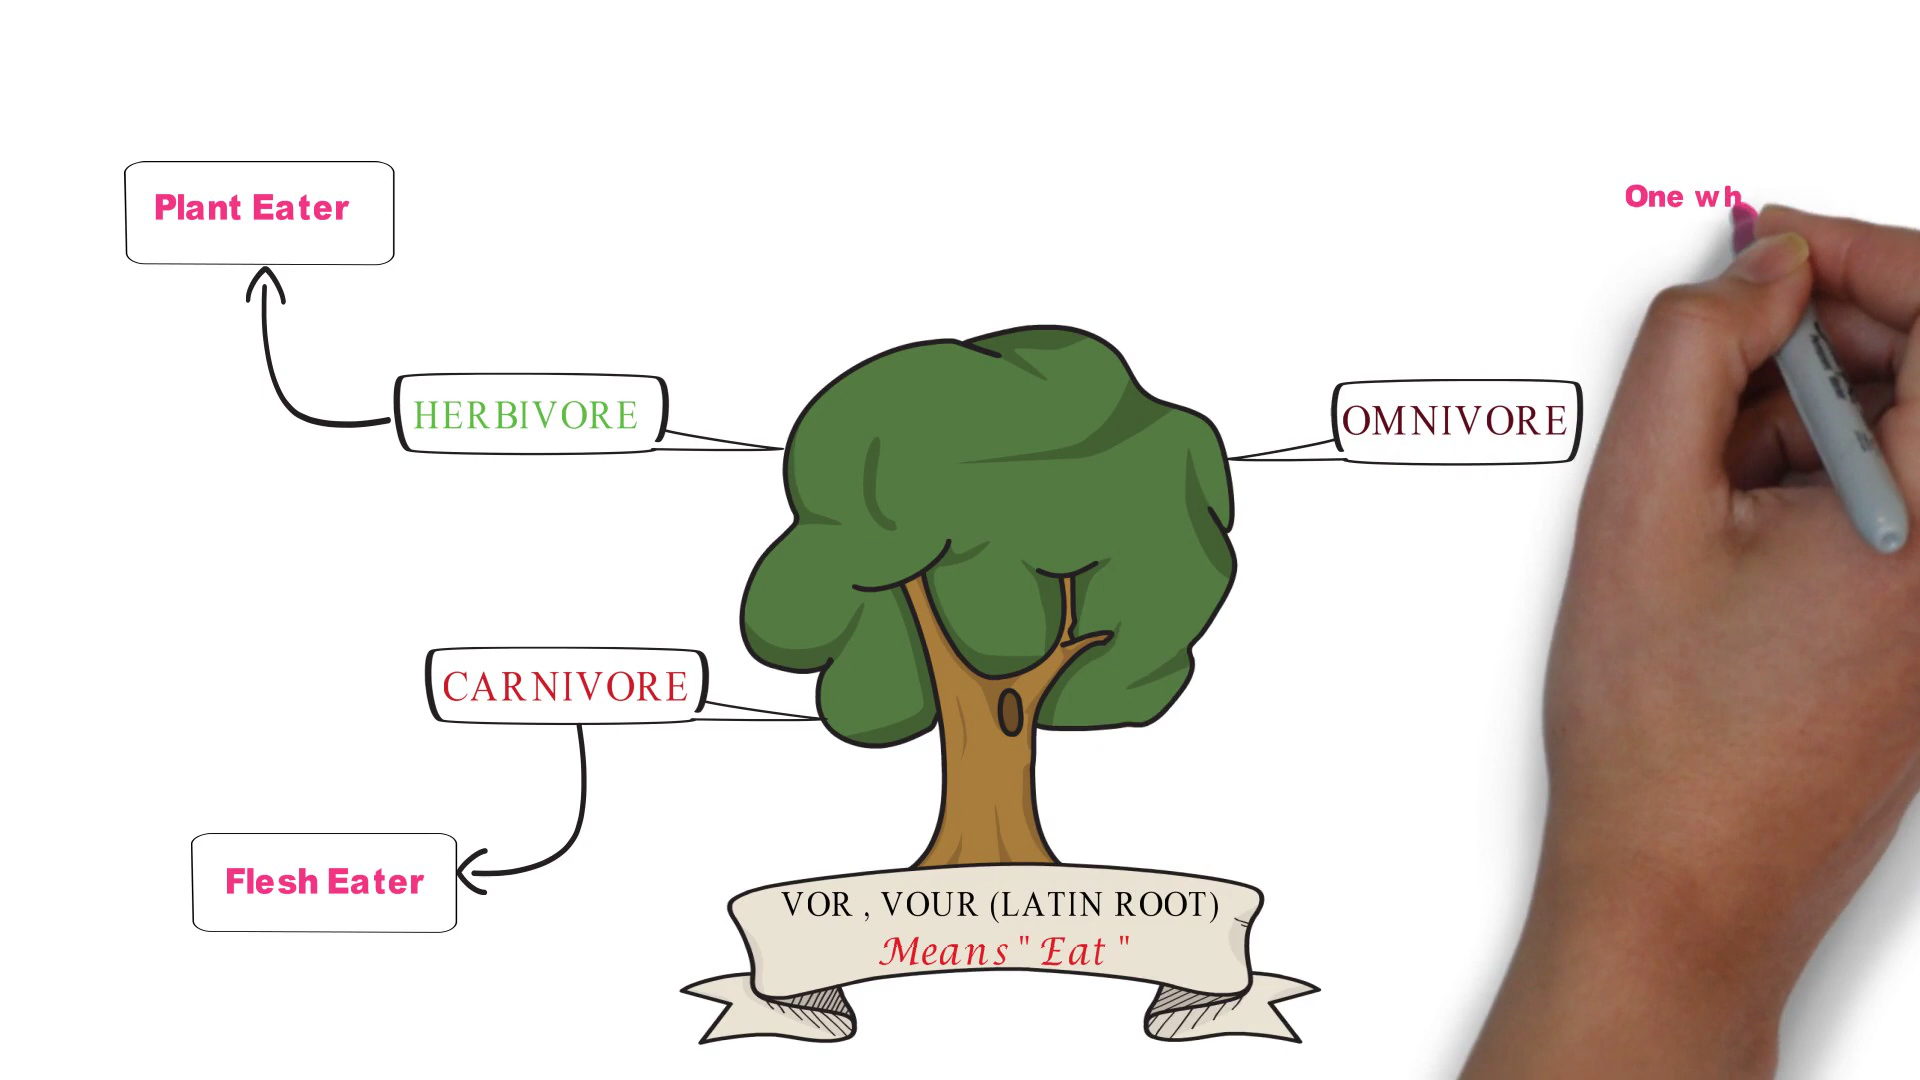 Plant Eater
One wh
HERBIVORE
OMNIVORE
CARNIVORE
Flesh Eater
VOR , VOUR (LATIN ROOT)
Means " Eat "